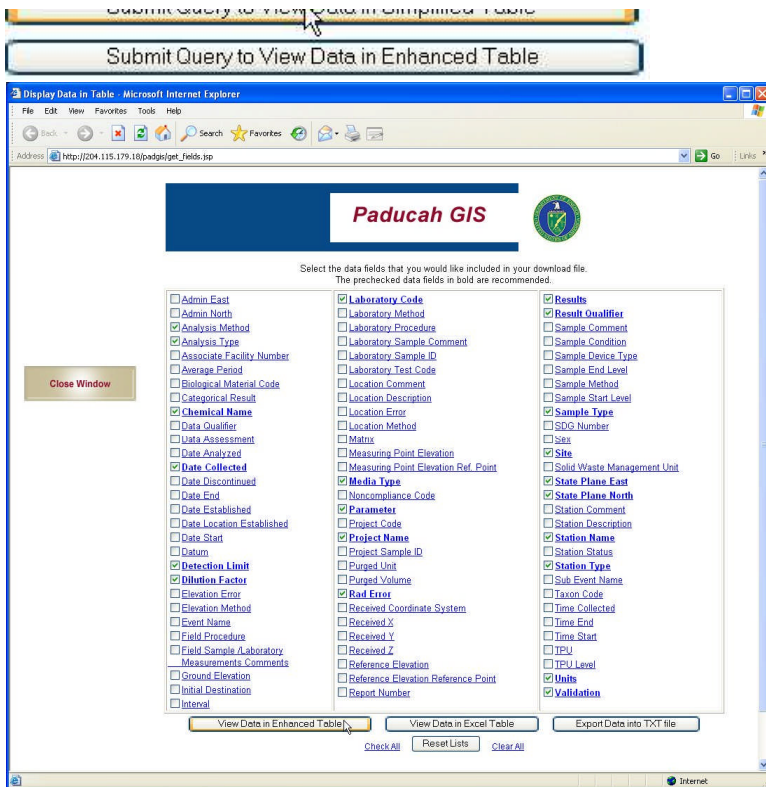 Submit Query to View Data in Simplified Table
Submit Query to View Data in Enhanced Table
Display Data in Table - Microsoft Internet Explorer
File Edit View Favorites Tools Help
Back Search Favorites
Address http://204.115.179.18/padgis/get_fields.jsp Go Links
Paducah GIS
Select the data fields that you would like included in your download file.
The prechecked data fields in bold are recommended.
Close Window
Admin East
Admin North
Analysis Method
Analysis Type
Associate Facility Number
Average Period
Biological Material Code
Categorical Result
Chemical Name
Data Qualifier
Data Assessment
Date Analyzed
Date Collected
Date Discontinued
Date End
Date Established
Date Location Established
Date Start
Datum
Detection Limit
Dilution Factor
Elevation Error
Elevation Method
Event Name
Field Procedure
Field Sample /Laboratory
Measurements Comments
Ground Elevation
Initial Destination
Interval
Laboratory Code
Laboratory Method
Laboratory Procedure
Laboratory Sample Comment
Laboratory Sample ID
Laboratory Test Code
Location Comment
Location Description
Location Error
Location Method
Matrix
Measuring Point Elevation
Measuring Point Elevation Ref. Point
Media Type
Noncompliance Code
Parameter
Project Code
Project Name
Project Sample ID
Purged Unit
Purged Volume
Rad Error
Received Coordinate System
Received X
Received Y
Received Z
Reference Elevation
Reference Elevation Reference Point
Report Number
Results
Result Qualifier
Sample Comment
Sample Condition
Sample Device Type
Sample End Level
Sample Method
Sample Start Level
Sample Type
SDG Number
Sex
Site
Solid Waste Management Unit
State Plane East
State Plane North
Station Comment
Station Description
Station Name
Station Status
Station Type
Sub Event Name
Taxon Code
Time Collected
Time End
Time Start
TPU
TPU Level
Units
Validation
View Data in Enhanced Table View Data in Excel Table Export Data into TXT file
Check All Reset Lists Clear All
Internet